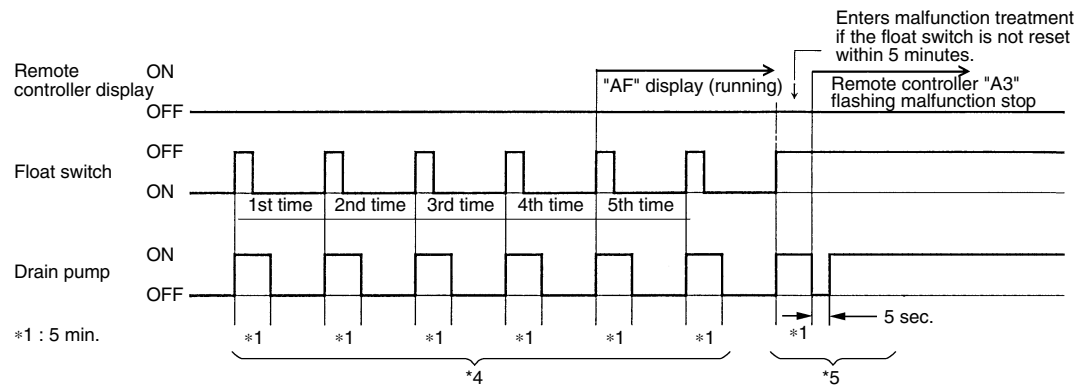 Enters malfunction treatment
if the float switch is not reset
within 5 minutes.
Remote
controller display
ON
OFF
"AF" display (running)
Remote controller "A3"
flashing malfunction stop
Float switch
OFF
ON
1st time
2nd time
3rd time
4th time
5th time
Drain pump
ON
OFF
*1 : 5 min.
*1
*1
*1
*1
*1
*1
*1
5 sec.
*4
*5